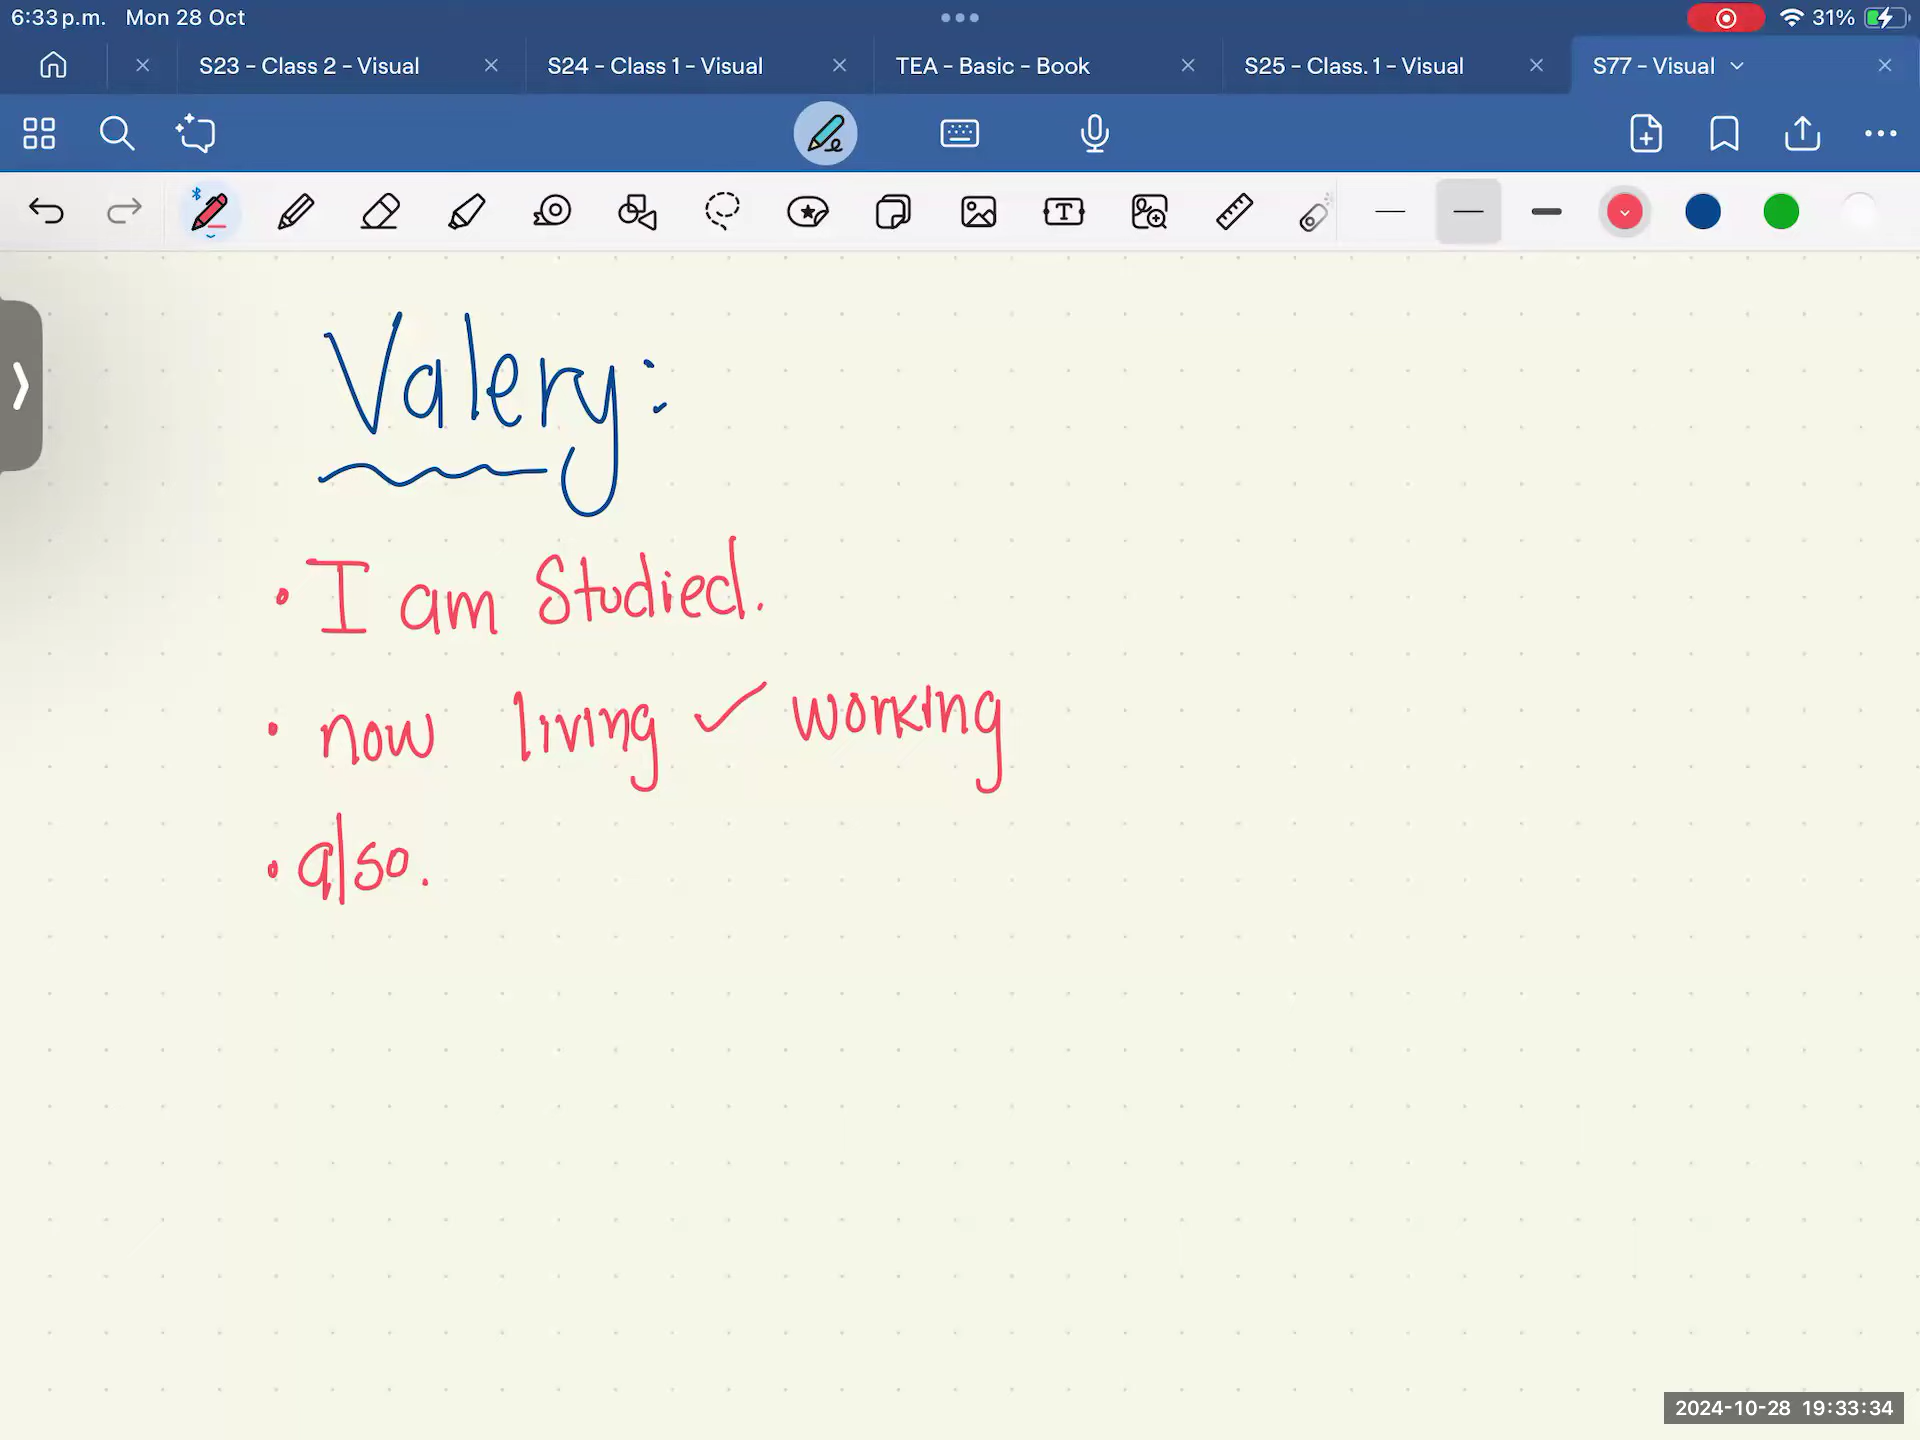 6:33 p.m. Mon 28 Oct
31%
S23 - Class 2 - Visual
S24 - Class 1 - Visual
TEA - Basic - Book
S25 - Class. 1 - Visual
S77 - Visual
Valery:
• I am Studied.
• now living ✓ working
• also.
2024-10-28 19:33:34